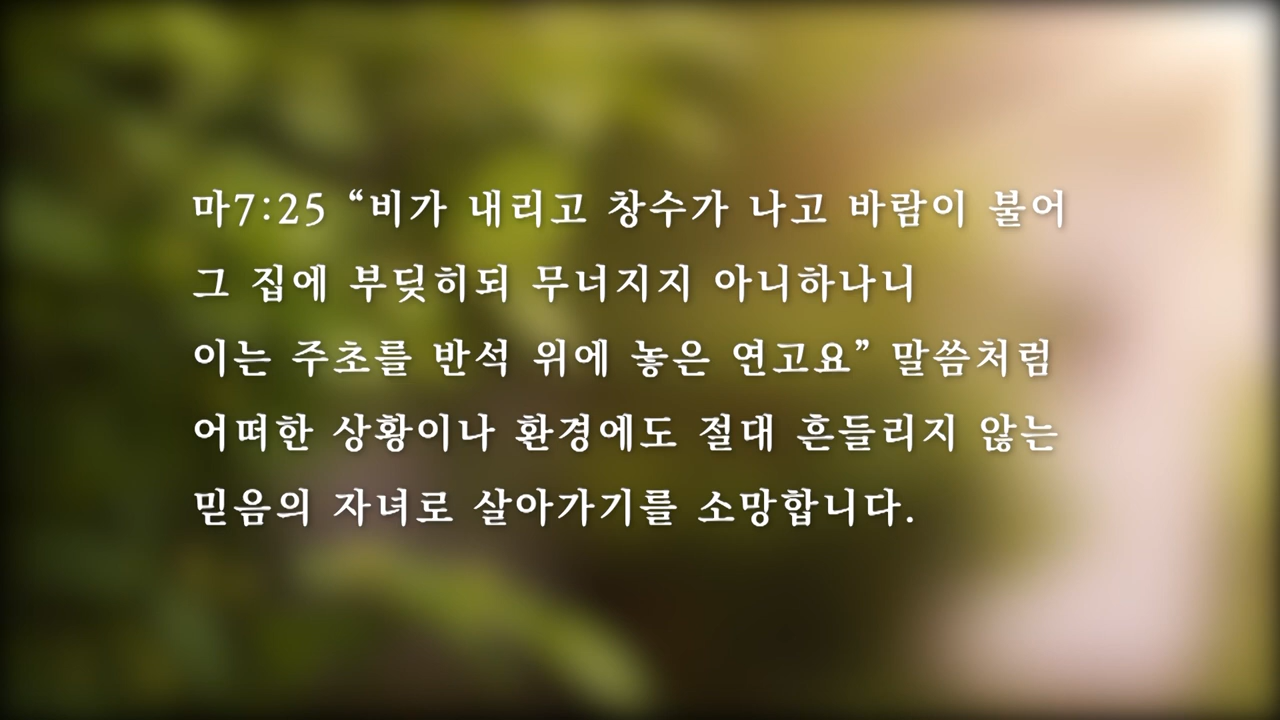 마7:25 “비가 내리고 창수가 나고 바람이 불어
그 집에 부딪히되 무너지지 아니하나니
이는 주초를 반석 위에 놓은 연고요” 말씀처럼
어떠한 상황이나 환경에도 절대 흔들리지 않는
믿음의 자녀로 살아가기를 소망합니다.